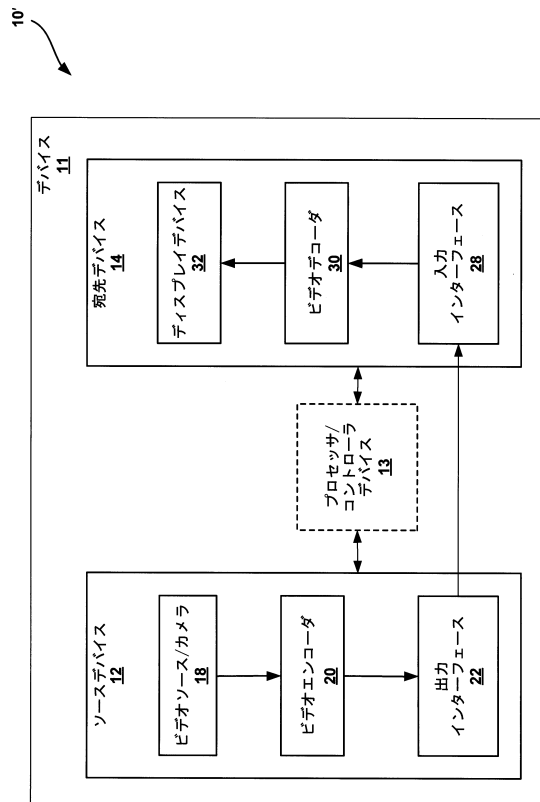 10'
デバイス
11
ソースデバイス
12
ビデオソース/カメラ
18
ビデオエンコーダ
20
出力
インターフェース
22
プロセッサ/
コントローラ
デバイス
13
宛先デバイス
14
ディスプレイデバイス
32
ビデオデコーダ
30
入力
インターフェース
28